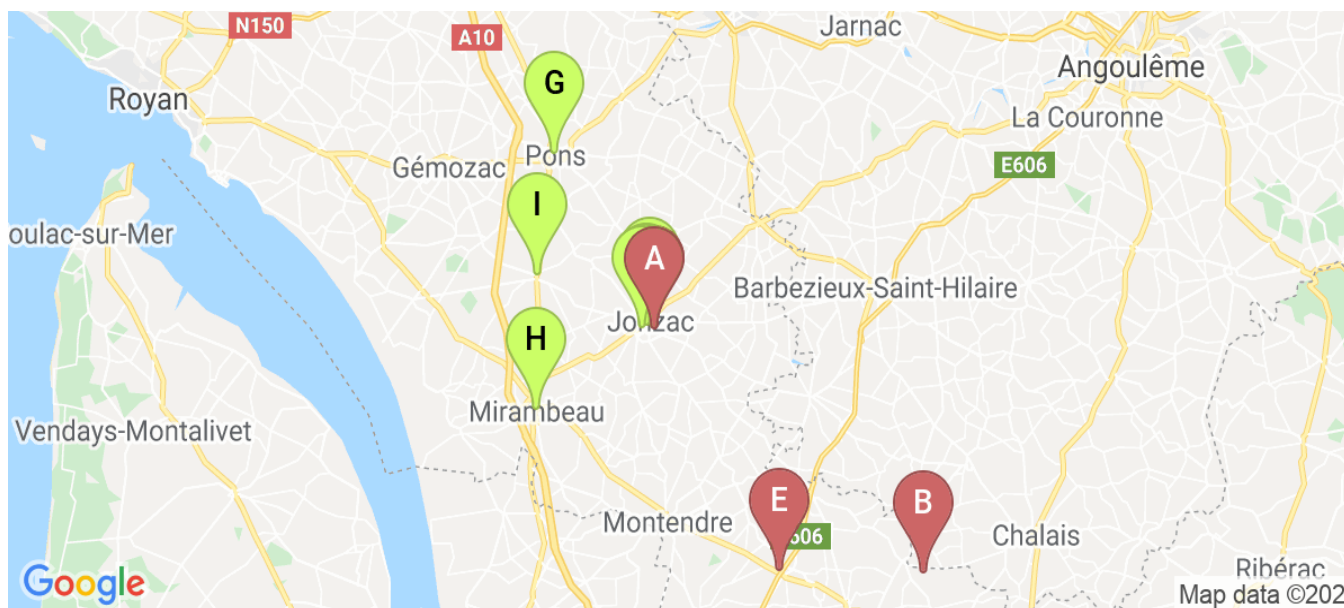 N150
A10
Jarnac
G
Angoulême
Royan
La Couronne
Pons
E606
Gémozac
I
oulac-sur-Mer
A
Barbezieux-Saint-Hilaire
Jonzac
H
Mirambeau
Vendays-Montalivet
E
B
Montendre
606
Chalais
Ribérac
Google
Map data ©202